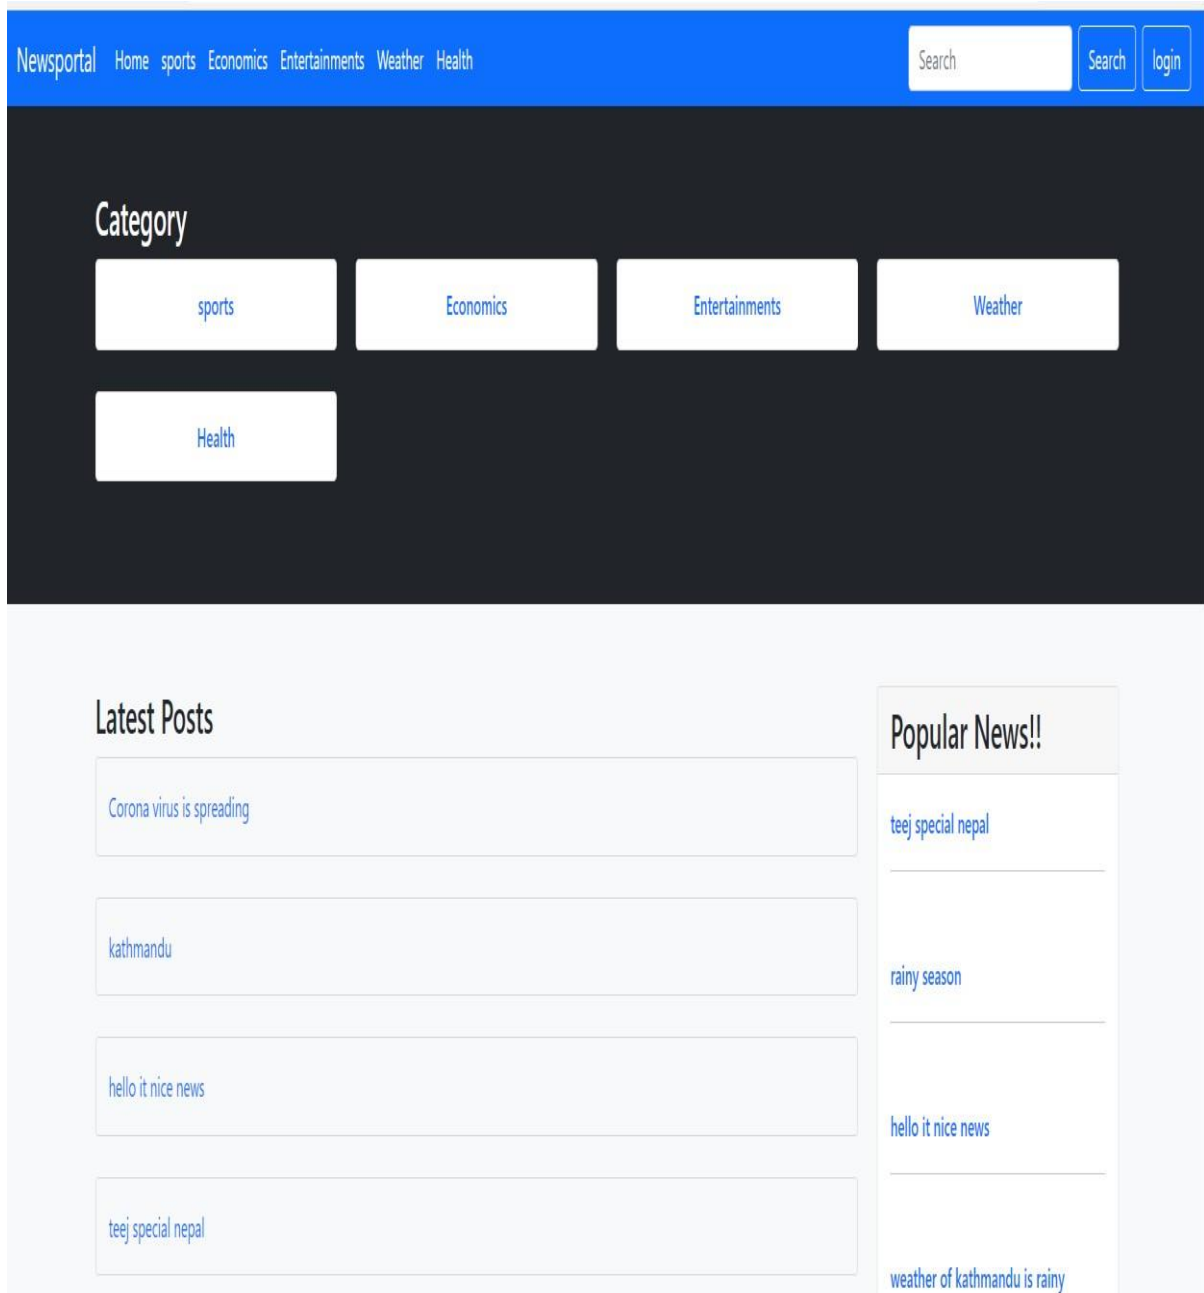 Newsportal Home sports Economics Entertainments Weather Health Search Search login
Category
sports Economics Entertainments Weather
Health
Latest Posts
Corona virus is spreading
kathmandu
hello it nice news
teej special nepal
Popular News!!
teej special nepal
rainy season
hello it nice news
weather of kathmandu is rainy